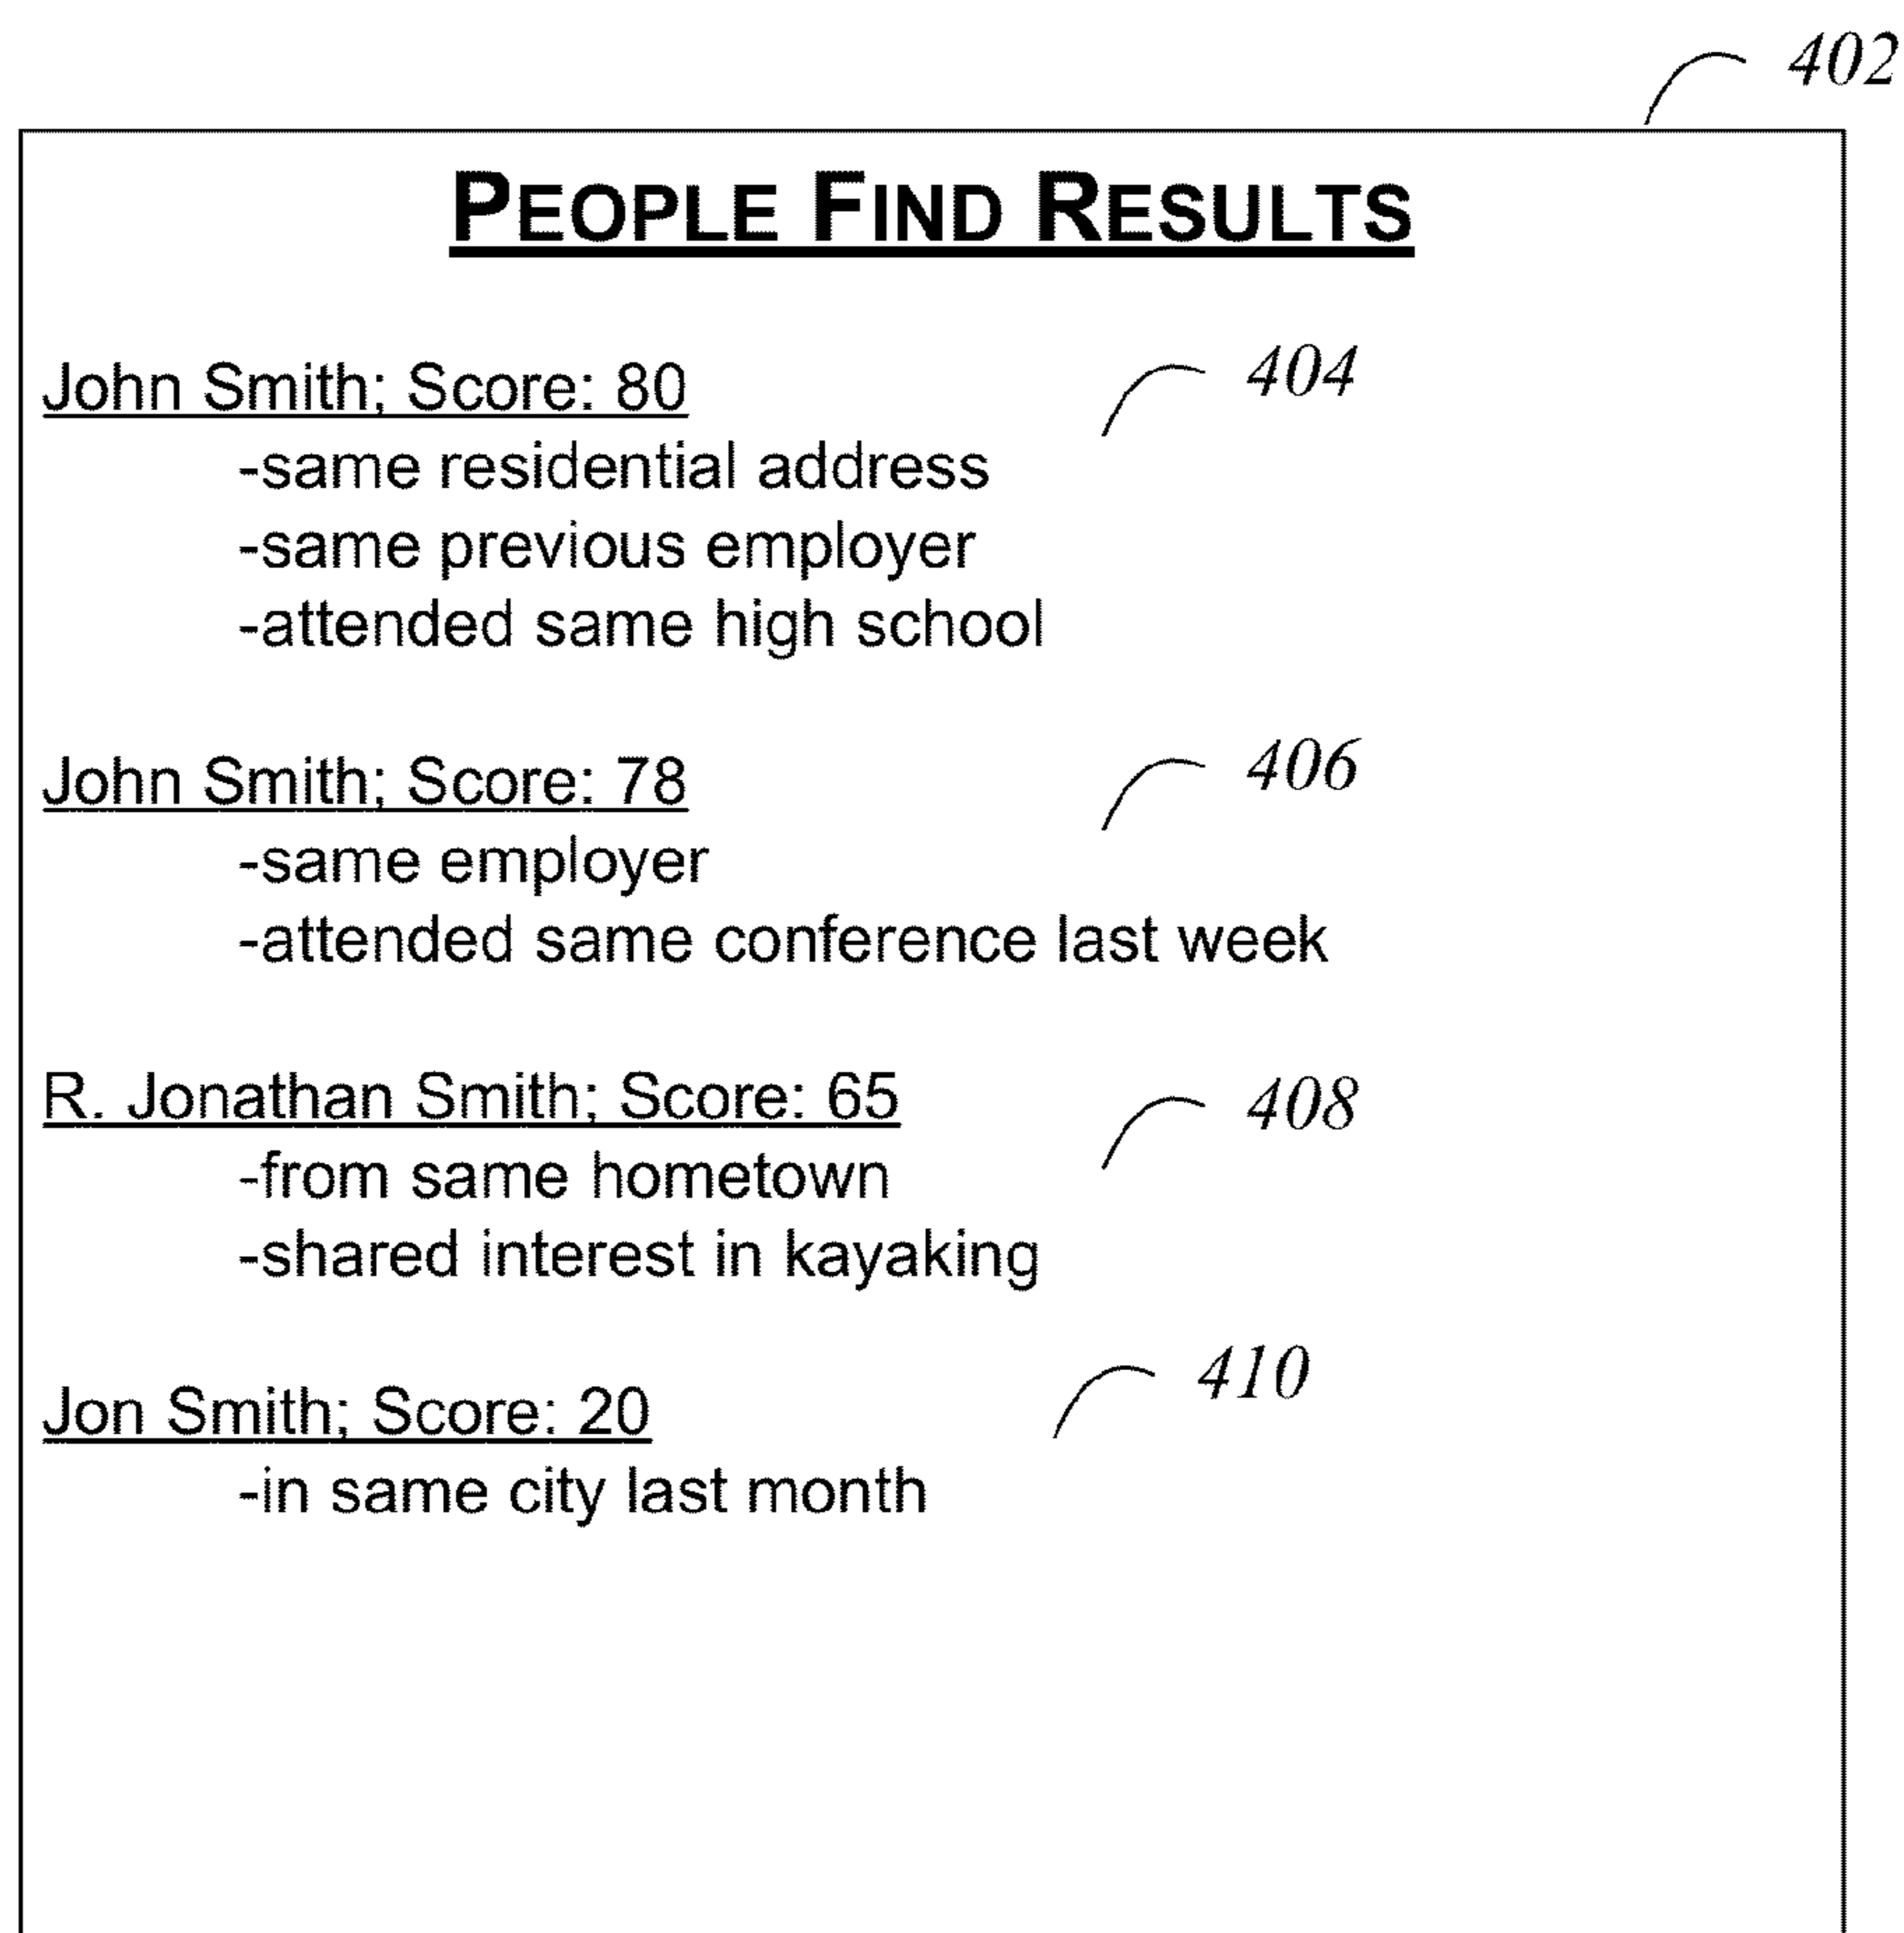 402
PEOPLE FIND RESULTS
John Smith; Score: 80
404
-same residential address
-same previous employer
-attended same high school
John Smith; Score: 78
406
-same employer
-attended same conference last week
R. Jonathan Smith; Score: 65
408
-from same hometown
-shared interest in kayaking
Jon Smith; Score: 20
410
-in same city last month